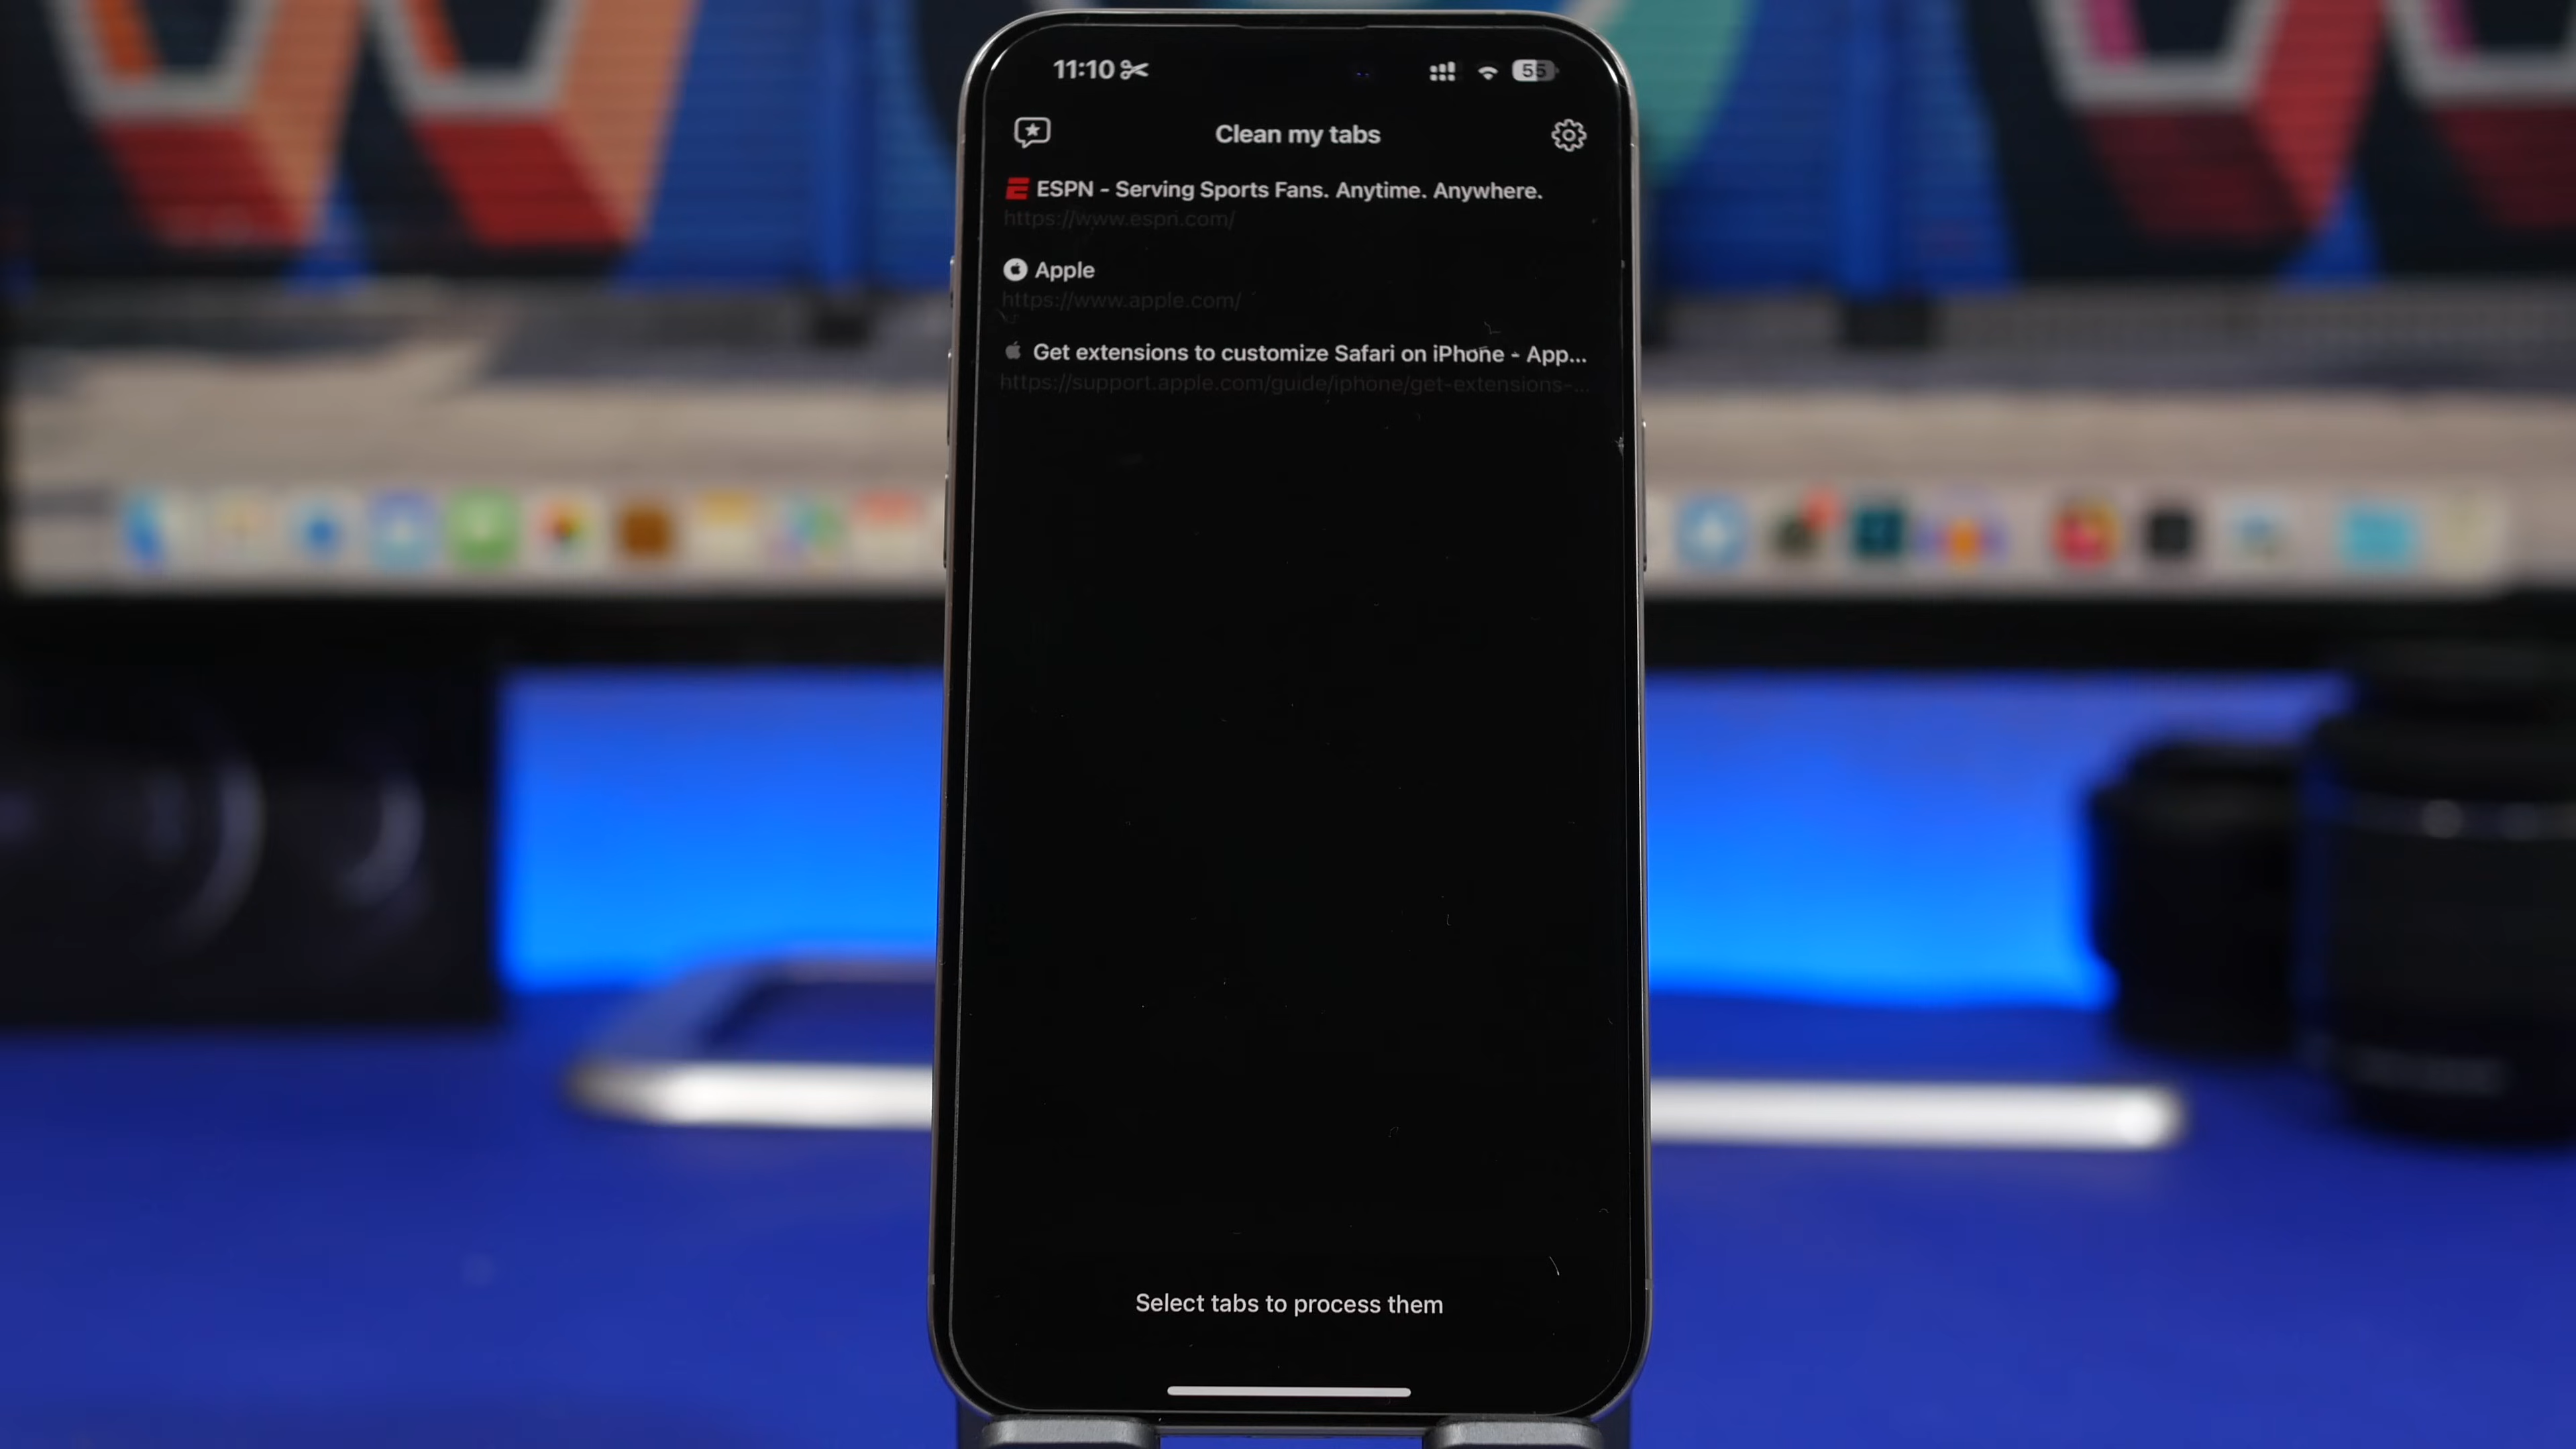 11:10
55
Clean my tabs
ESPN - Serving Sports Fans. Anytime. Anywhere.
https://www.espn.com/
Apple
https://www.apple.com/
Get extensions to customize Safari on iPhone - App...
https://support.apple.com/guide/iphone/get-extensions-...
Select tabs to process them